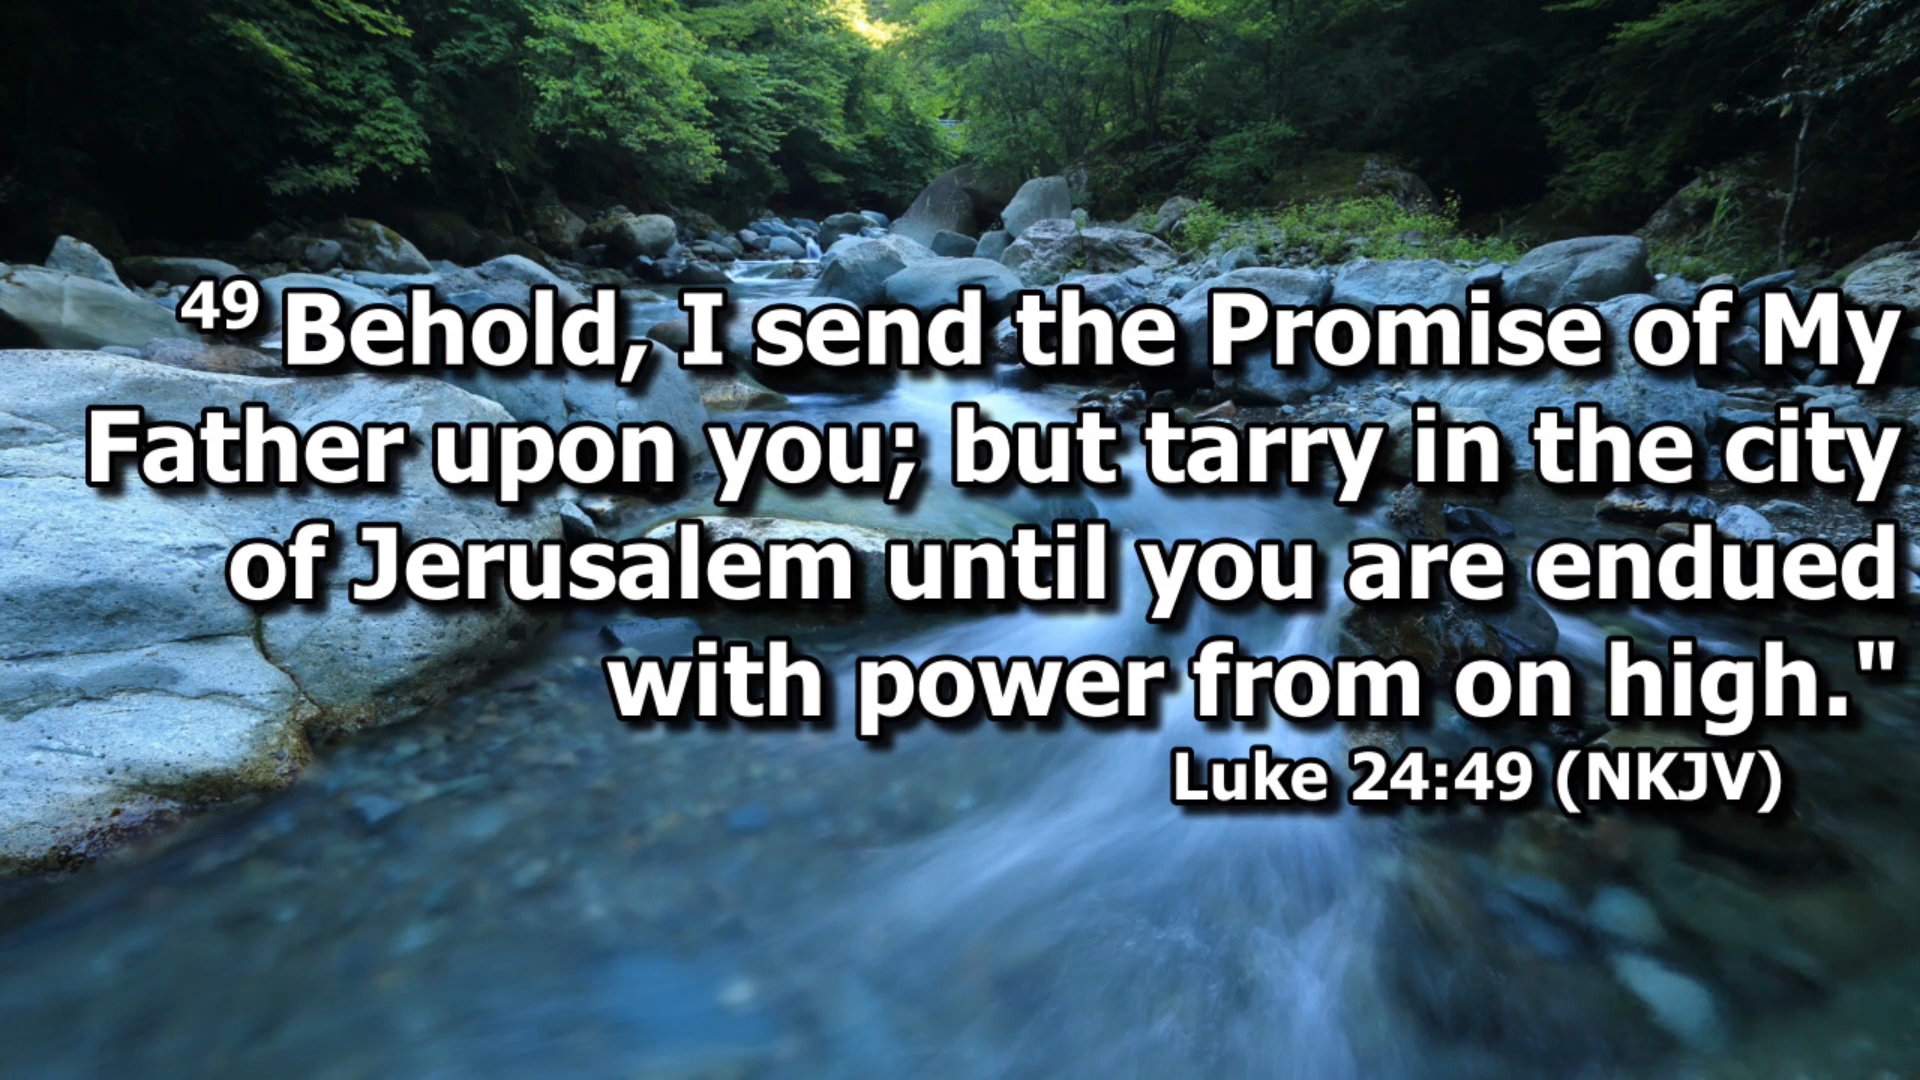 49 Behold, I send the Promise of My
Father upon you; but tarry in the city
of Jerusalem until you are endued
with power from on high."
Luke 24:49 (NKJV)